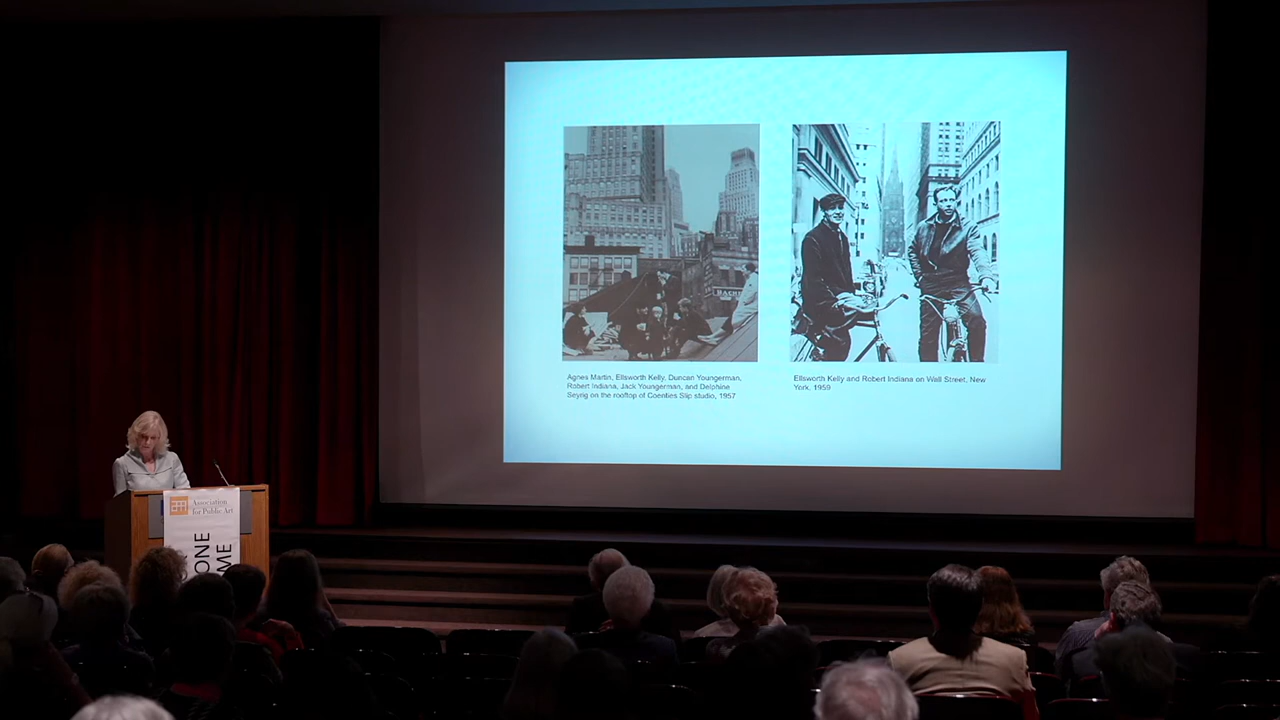 BACHE
Agnes Martin, Ellsworth Kelly, Duncan Youngerman,
Robert Indiana, Jack Youngerman, and Delphine
Seyrig on the rooftop of Coenties Slip studio, 1957
Ellsworth Kelly and Robert Indiana on Wall Street, New
York, 1959
Association
for Public Art
ONE
ME